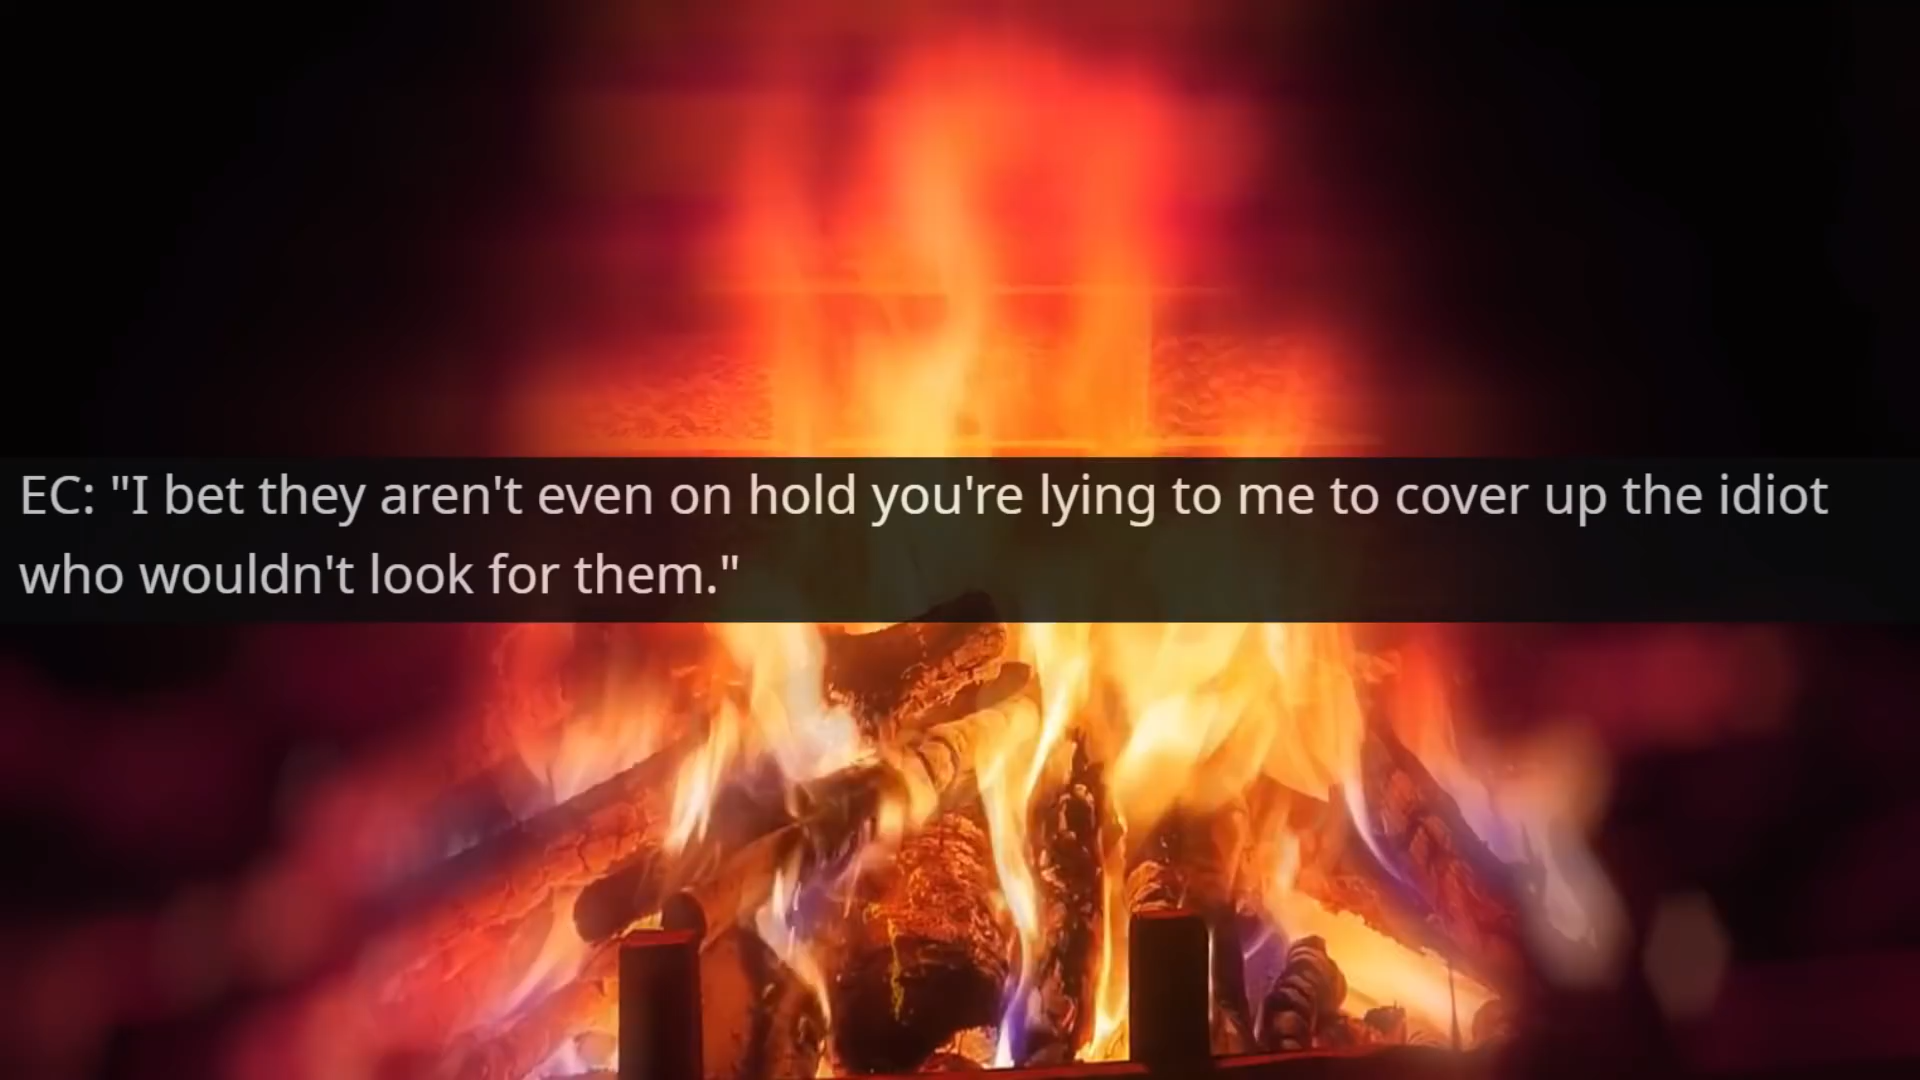 EC: "I bet they aren't even on hold you're lying to me to cover up the idiot
who wouldn't look for them."